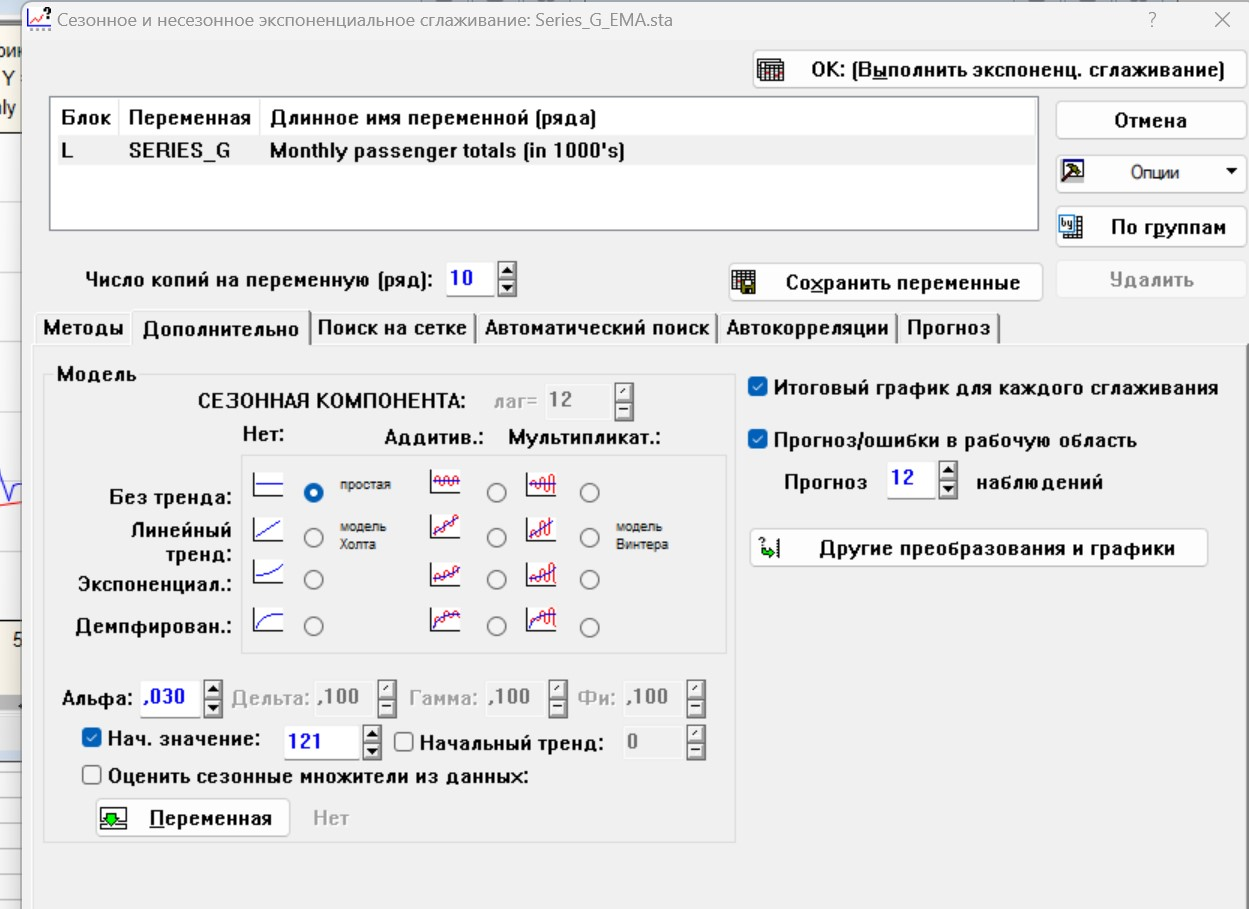 Сезонное и несезонное экспоненциальное сглаживание: Series_G_EMA.sta
?
ОК: (Выполнить экспоненц. сглаживание)
Блок Переменная Длинное имя переменной (ряда)
L SERIES_G Monthly passenger totals (in 1000's)
Отмена
Опции
By По группам
Число копий на переменную (ряд): 10
Сохранить переменные
Удалить
Методы Дополнительно Поиск на сетке Автоматический поиск Автокорреляции Прогноз
Модель
СЕЗОННАЯ КОМПОНЕНТА: лаг= 12
Нет: Аддитив.: Мультипликат.:
Без тренда: простая
Линейный тренд: модель Холта модель Винтера
Экспоненциал.:
Демпфирован.:
Итоговый график для каждого сглаживания
Прогноз/ошибки в рабочую область
Прогноз 12 наблюдений
Другие преобразования и графики
Альфа: ,030 Дельта: ,100 Гамма: ,100 Фи: ,100
Нач. значение: 121 Начальный тренд: 0
Оценить сезонные множители из данных:
Переменная Нет